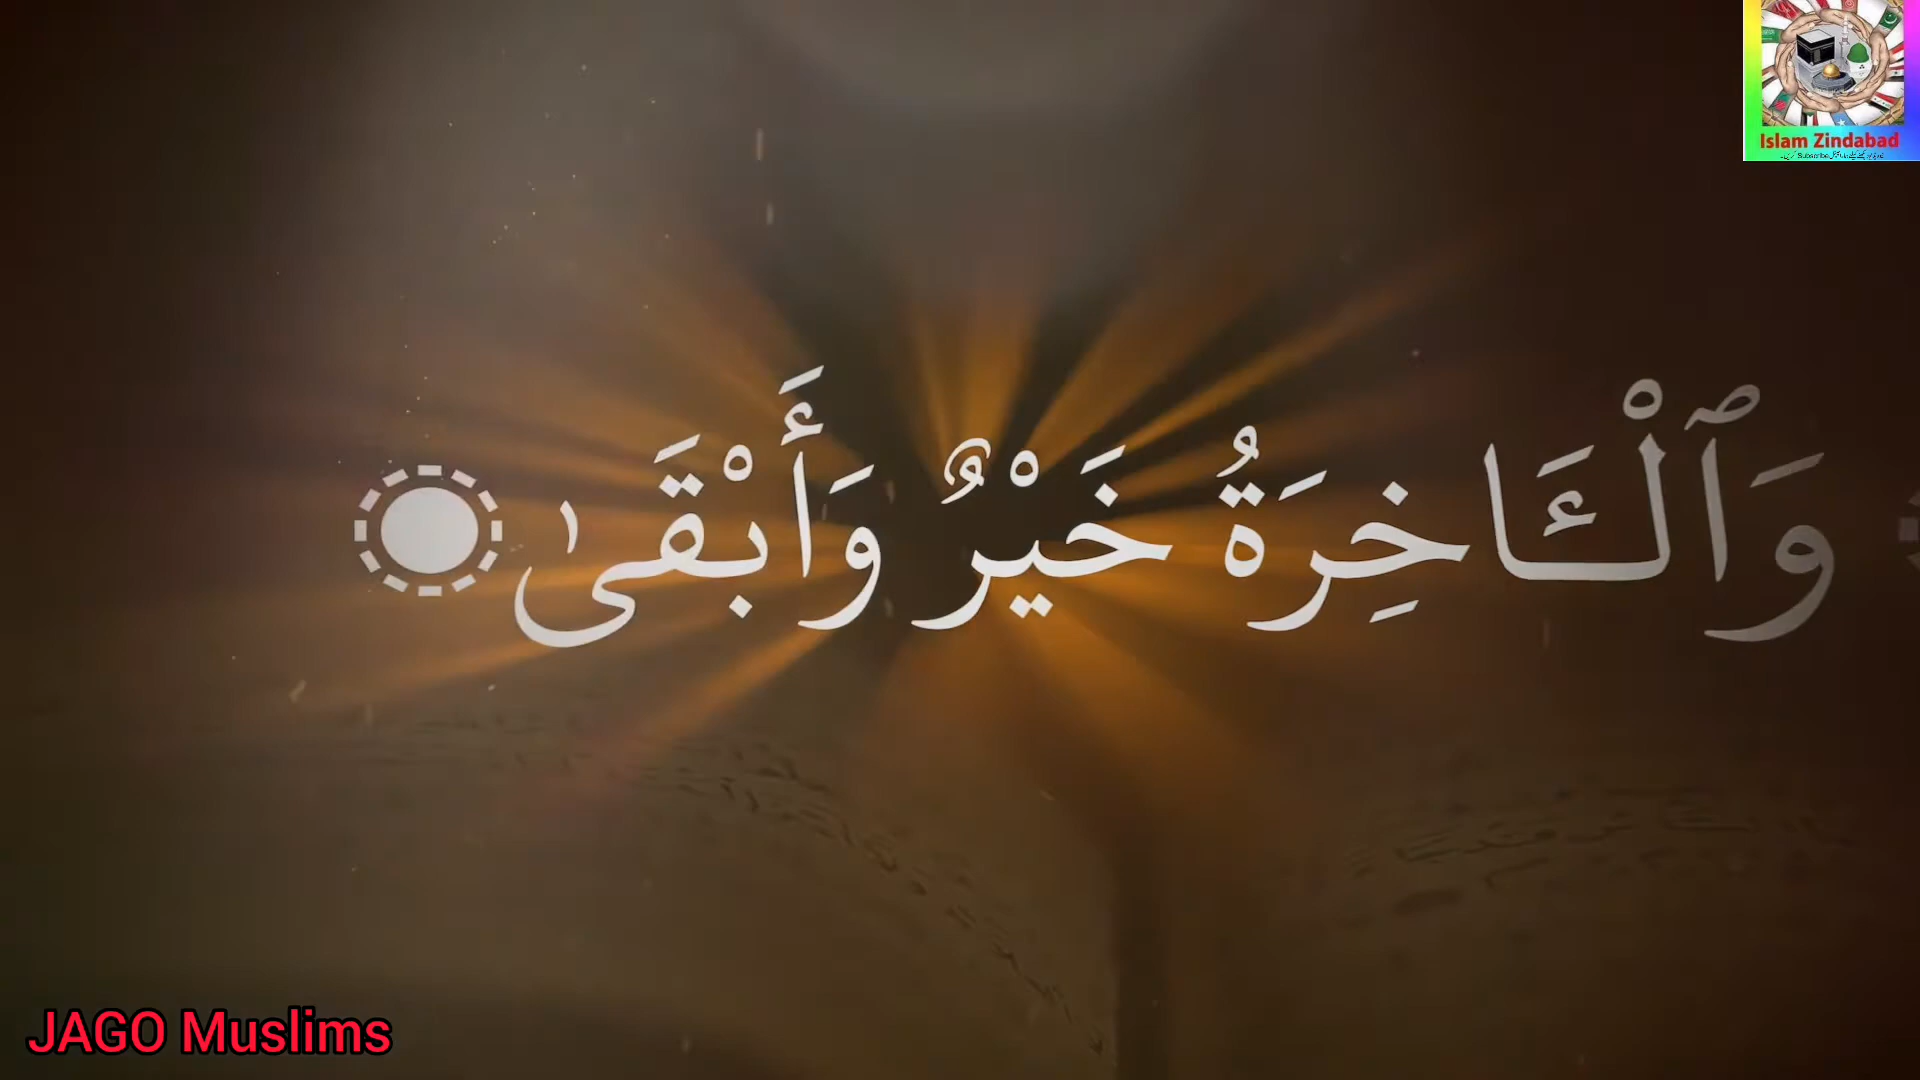 Islam Zindabad
وَٱلْـَٔاخِرَةُ خَيْرٌ وَأَبْقَىٰ
JAGO Muslims